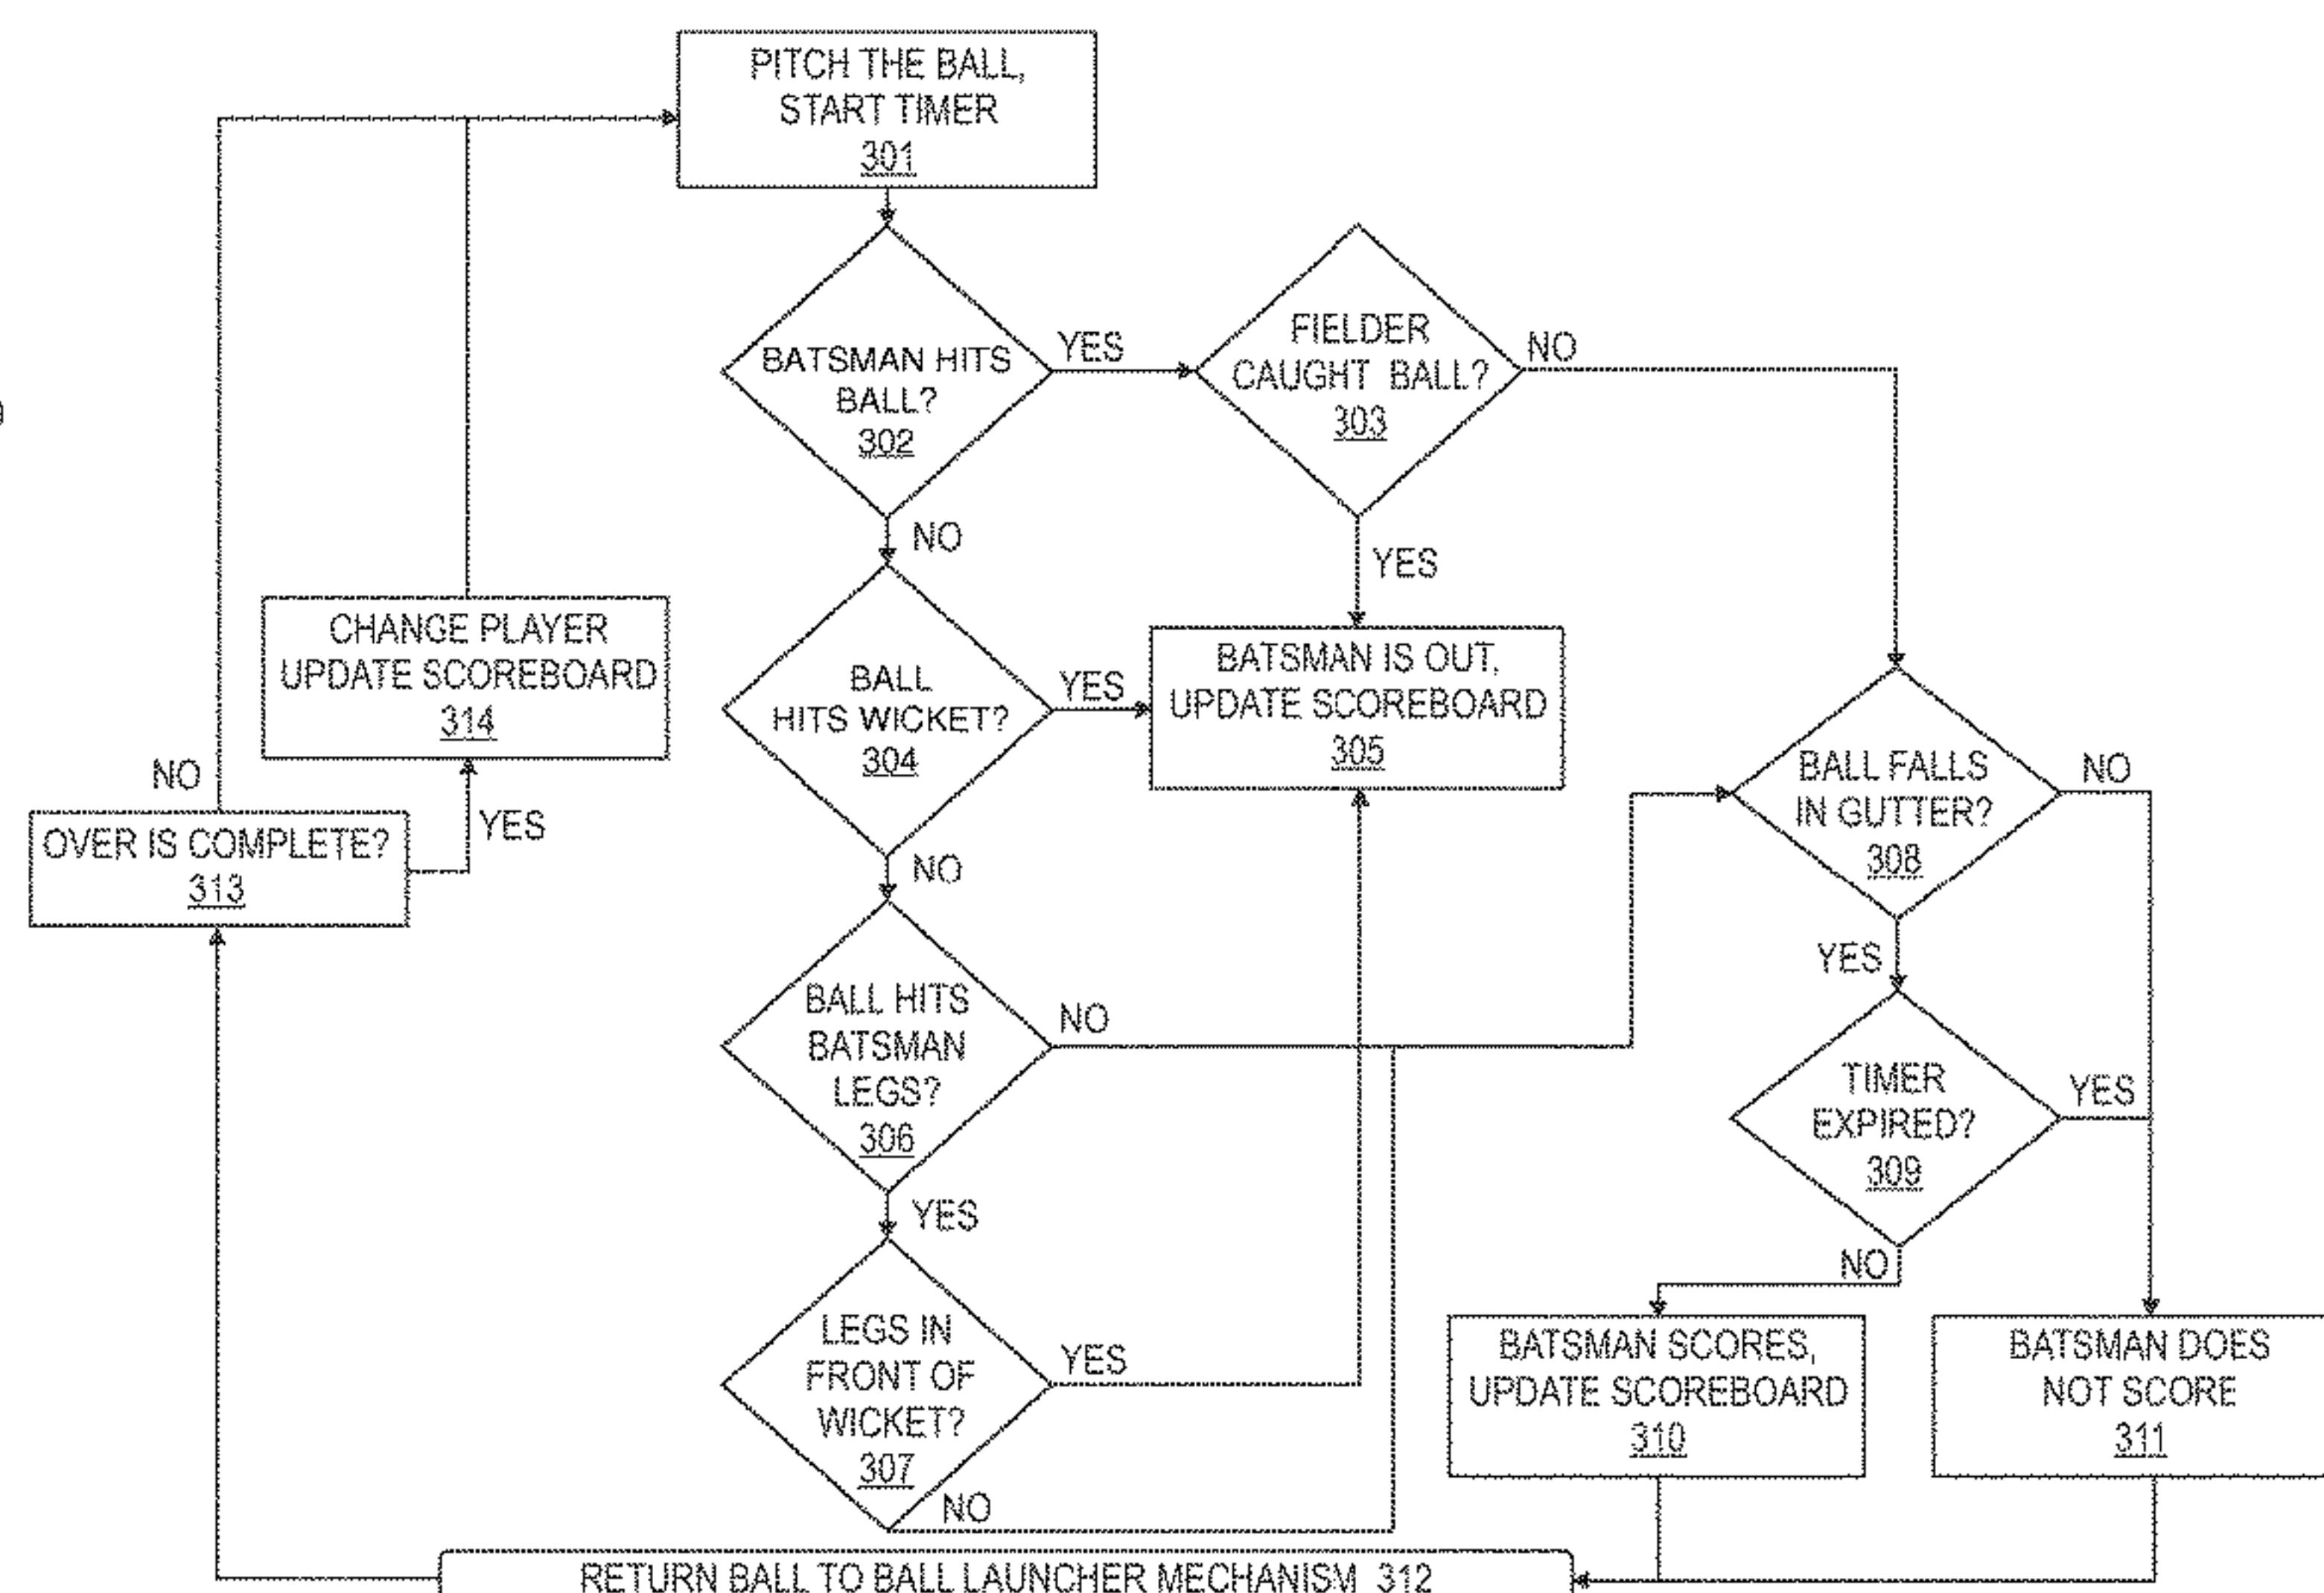 PITCH THE BALL,
START TIMER
301
BATSMAN HITS
BALL?
302
YES
NO
FIELDER
CAUGHT BALL?
303
NO
YES
CHANGE PLAYER
UPDATE SCOREBOARD
314
BALL
HITS WICKET?
304
YES
NO
BATSMAN IS OUT,
UPDATE SCOREBOARD
305
BALL FALLS
IN GUTTER?
308
NO
YES
NO
OVER IS COMPLETE?
313
YES
BALL HITS
BATSMAN
LEGS?
306
NO
YES
TIMER
EXPIRED?
309
YES
NO
LEGS IN
FRONT OF
WICKET?
307
YES
NO
BATSMAN SCORES,
UPDATE SCOREBOARD
310
BATSMAN DOES
NOT SCORE
311
RETURN BALL TO BALL LAUNCHER MECHANISM 312